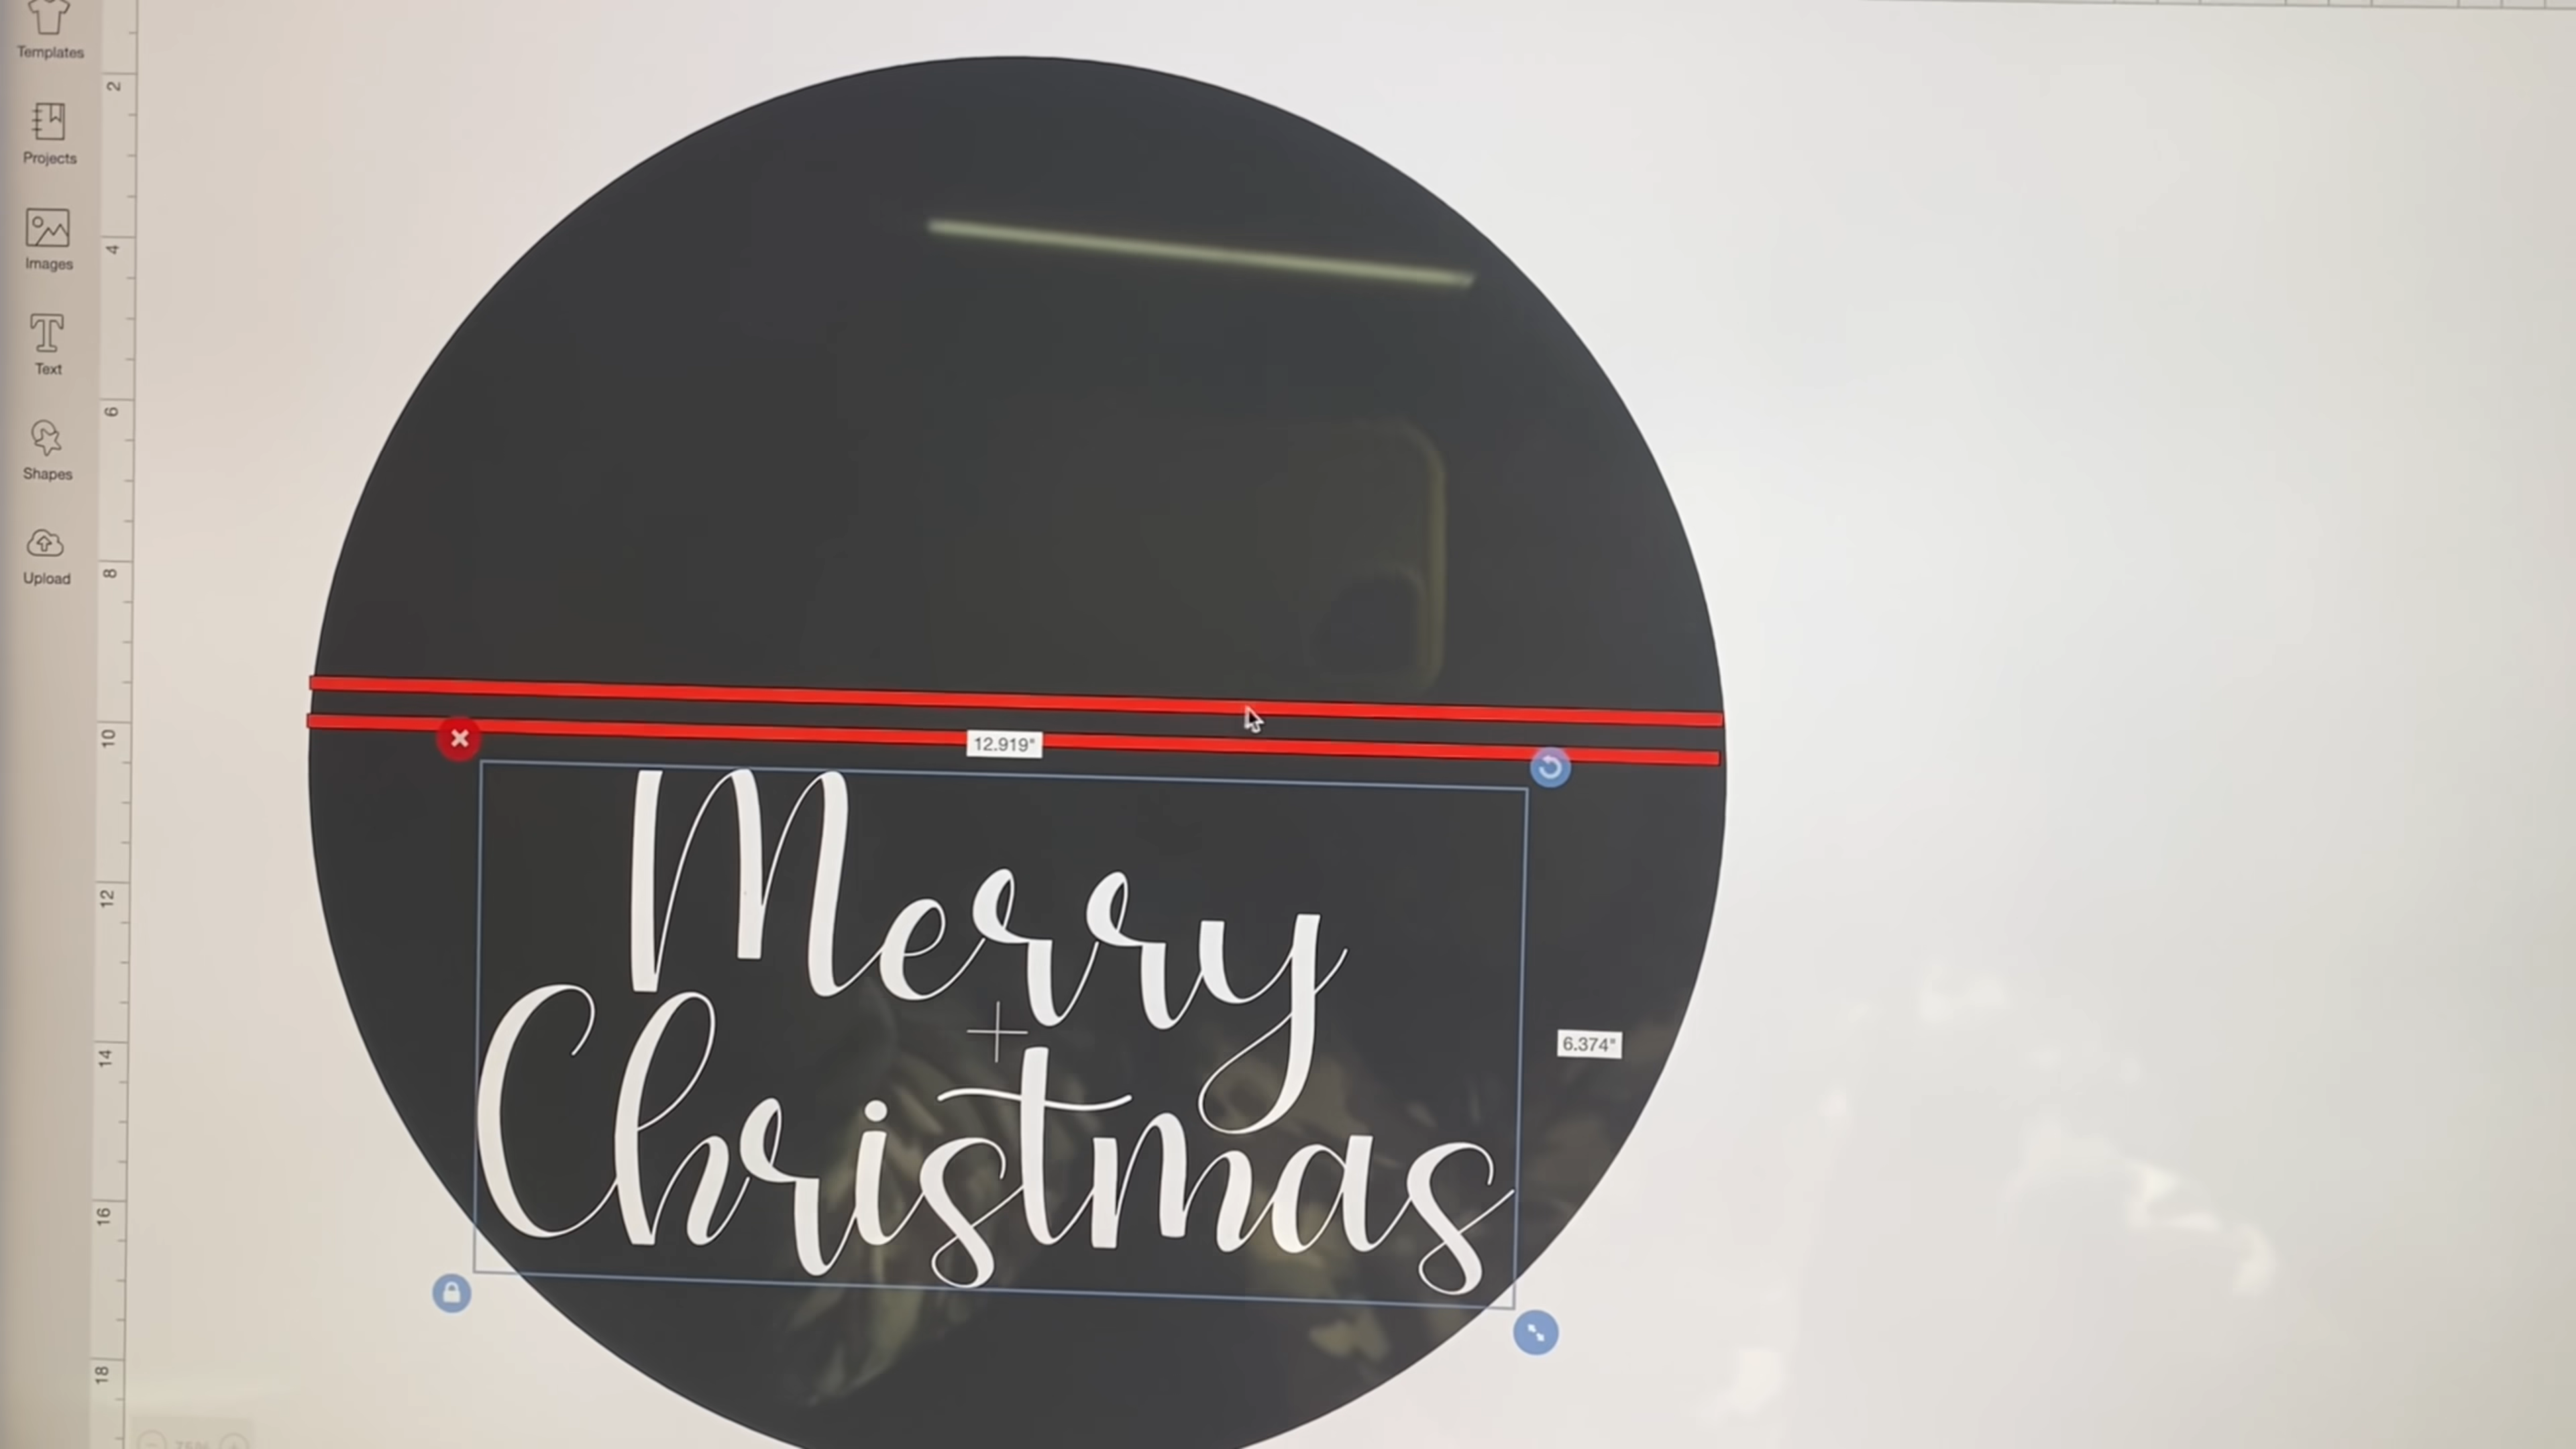 Templates
Projects
Images
Text
Shapes
Upload
2
4
6
8
10
12
14
16
18
12.919"
6.374"
Merry
Christmas
75%